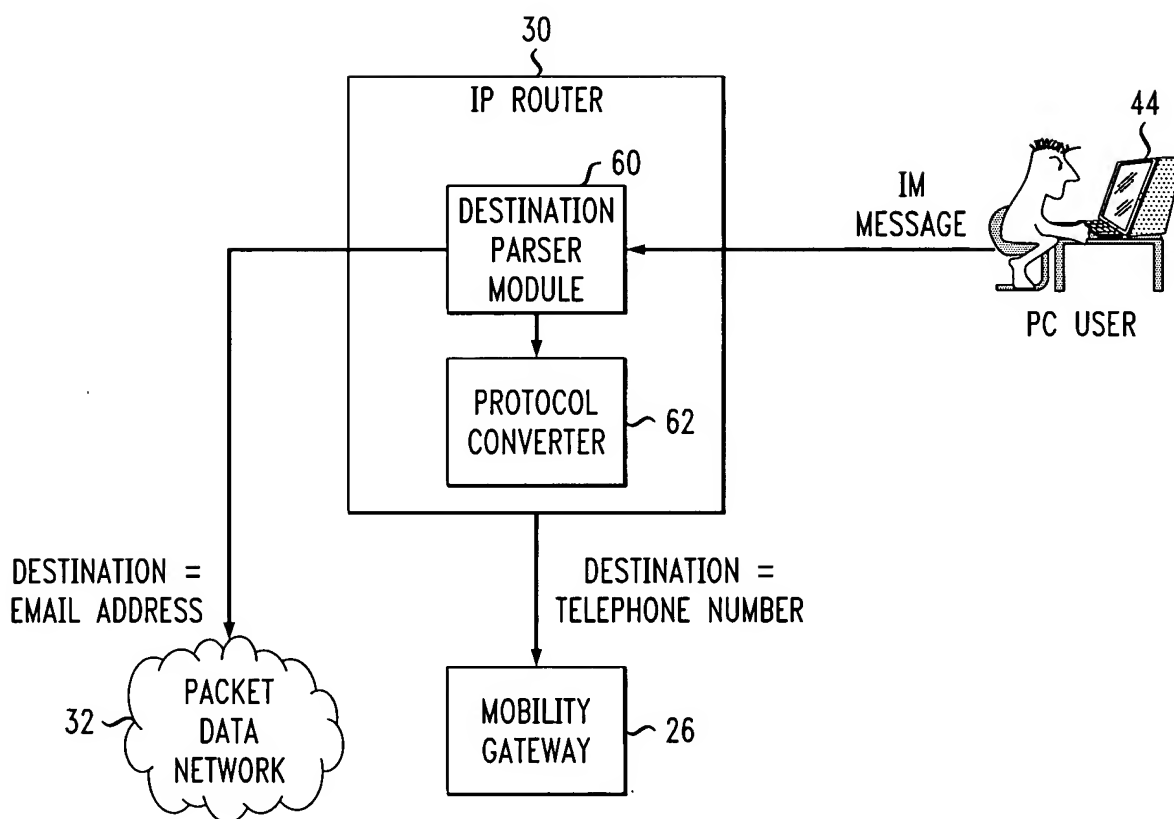 30
IP ROUTER
60
DESTINATION
PARSER
MODULE
IM
MESSAGE
44
PC USER
PROTOCOL
CONVERTER
62
DESTINATION =
EMAIL ADDRESS
DESTINATION =
TELEPHONE NUMBER
32
PACKET
DATA
NETWORK
MOBILITY
GATEWAY
26